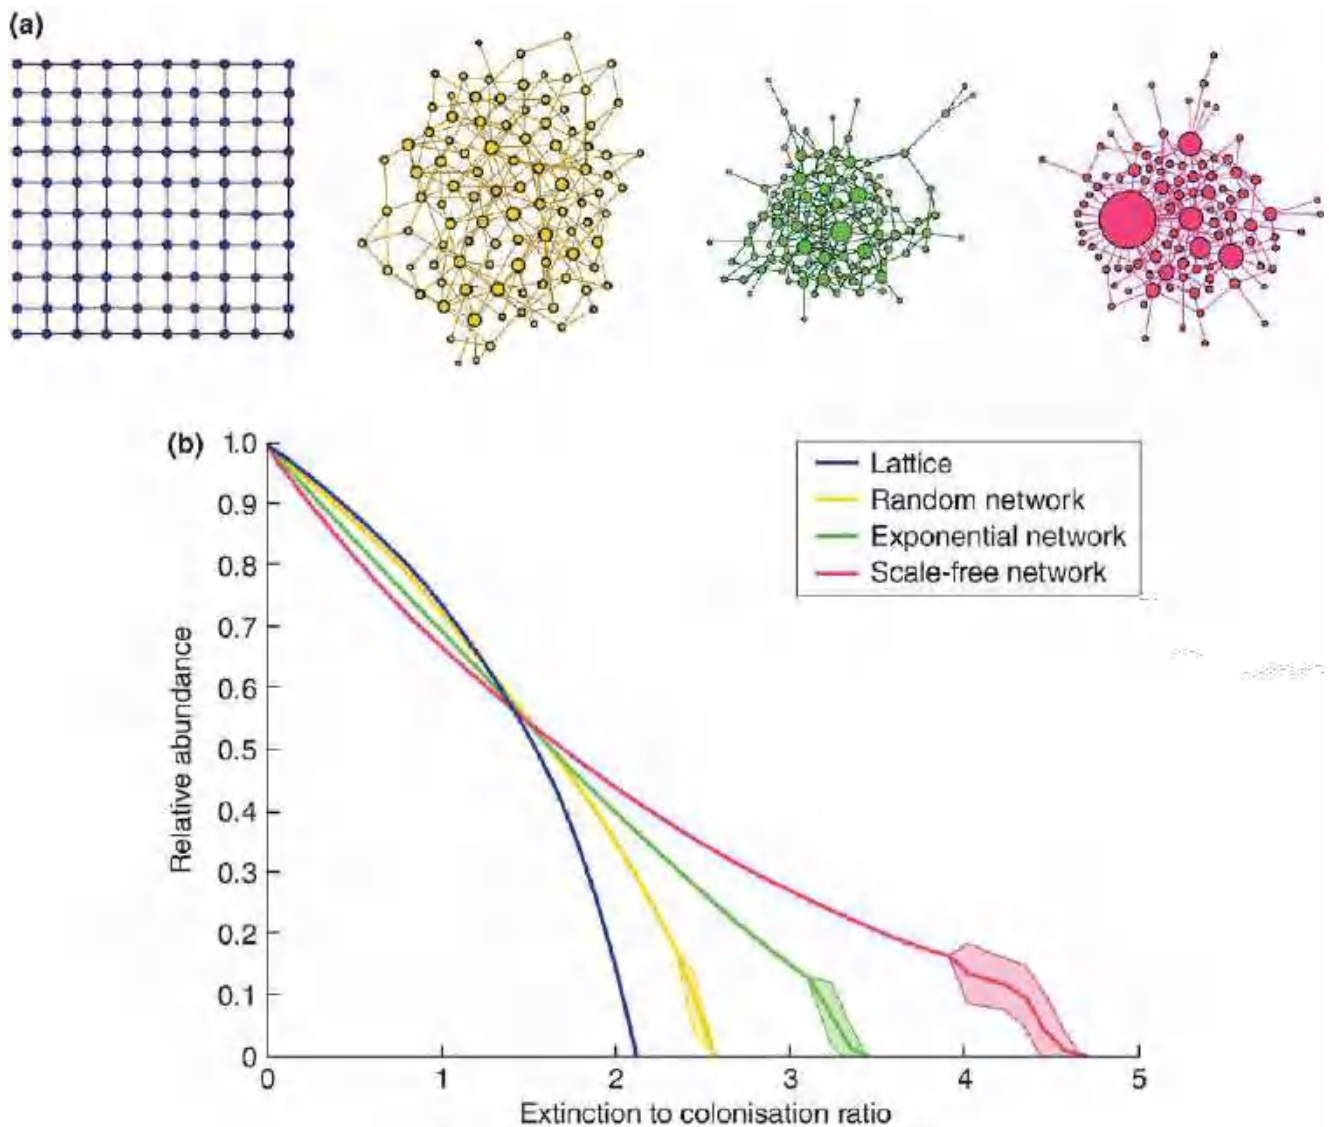 (a)
(b)
1.0
0.9
0.8
0.7
0.6
0.5
0.4
0.3
0.2
0.1
0
Relative abundance
Lattice
Random network
Exponential network
Scale-free network
0 1 2 3 4 5
Extinction to colonisation ratio